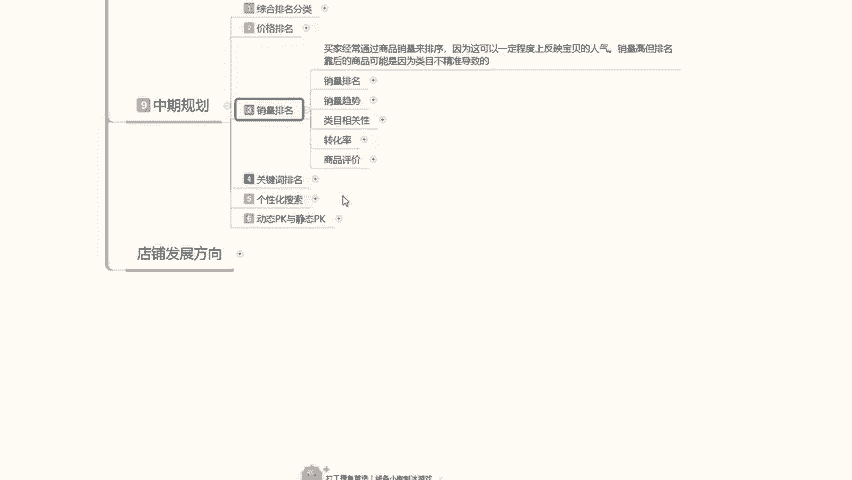 1 综合排名分类
2 价格排名
买家经常通过商品销量来排序，因为这可以一定程度上反映宝贝的人气。销量高但排名
靠后的商品可能是因为类目不精准导致的
销量排名
销量趋势
9 中期规划
3 销量排名
类目相关性
转化率
商品评价
4 关键词排名
5 个性化搜索
6 动态PK与静态PK
店铺发展方向